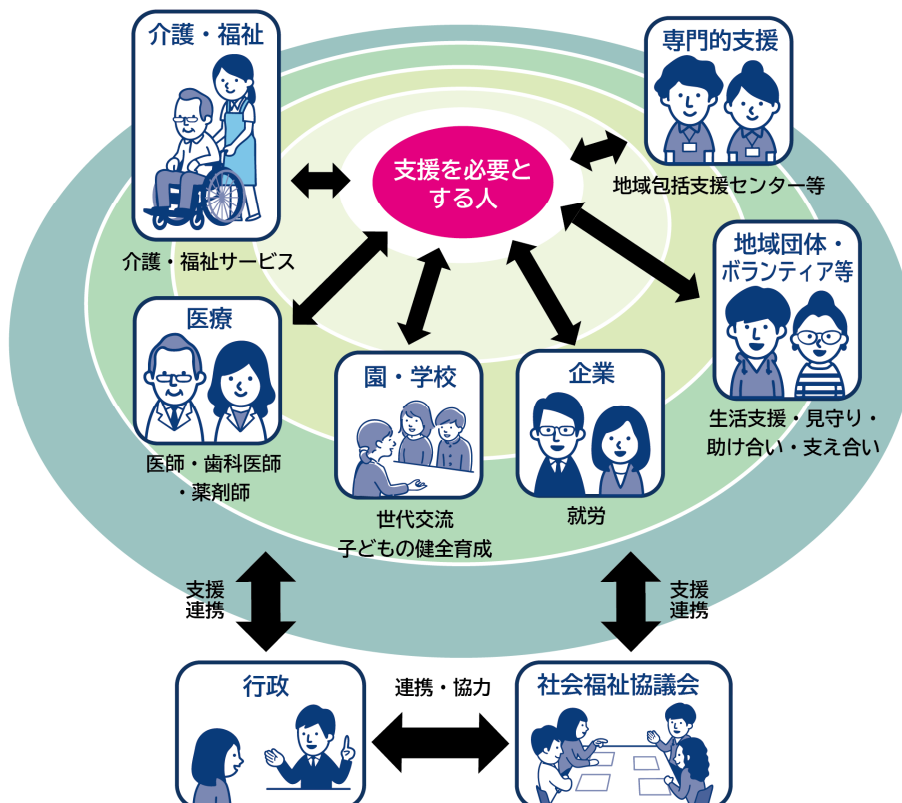 介護・福祉
介護・福祉サービス
支援を必要と
する人
専門的支援
地域包括支援センター等
地域団体・
ボランティア等
生活支援・見守り・
助け合い・支え合い
医療
医師・歯科医師
・薬剤師
園・学校
世代交流
子どもの健全育成
企業
就労
支援
連携
支援
連携
行政
連携・協力
社会福祉協議会